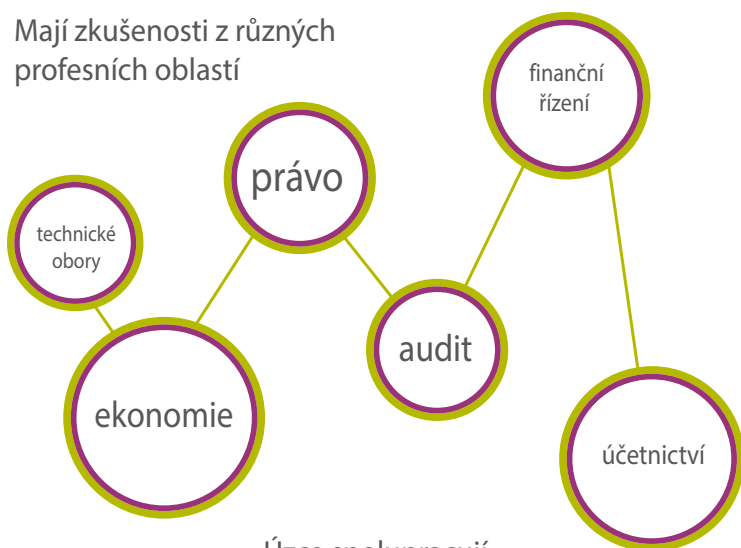 Mají zkušenosti z různých
profesních oblastí
finanční
řízení
právo
technické
obory
audit
ekonomie
účetnictví